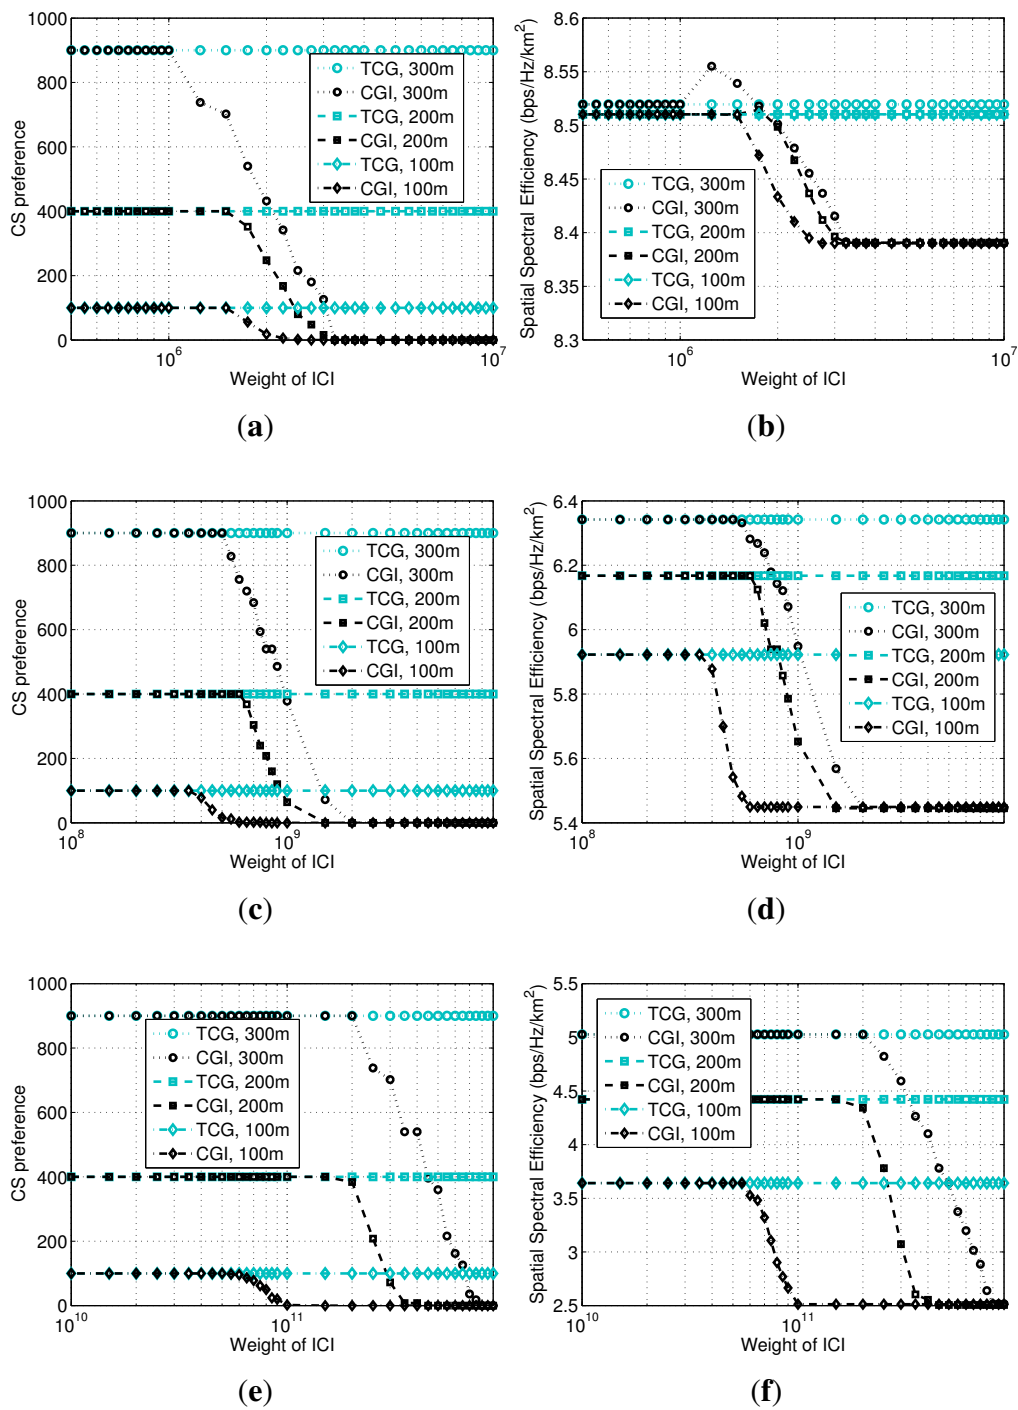 1000
800
600
400
200
0
CS preference
10^6
10^7
Weight of ICI
TCG, 300m
CGI, 300m
TCG, 200m
CGI, 200m
TCG, 100m
CGI, 100m
(a)
8.6
8.55
8.5
8.45
8.4
8.35
8.3
Spatial Spectral Efficiency (bps/Hz/km^2)
10^6
10^7
Weight of ICI
TCG, 300m
CGI, 300m
TCG, 200m
CGI, 200m
TCG, 100m
CGI, 100m
(b)
1000
800
600
400
200
0
CS preference
10^8
10^9
Weight of ICI
TCG, 300m
CGI, 300m
TCG, 200m
CGI, 200m
TCG, 100m
CGI, 100m
(c)
6.4
6.2
6
5.8
5.6
5.4
Spatial Spectral Efficiency (bps/Hz/km^2)
10^8
10^9
Weight of ICI
TCG, 300m
CGI, 300m
TCG, 200m
CGI, 200m
TCG, 100m
CGI, 100m
(d)
1000
800
600
400
200
0
CS preference
10^10
10^11
Weight of ICI
TCG, 300m
CGI, 300m
TCG, 200m
CGI, 200m
TCG, 100m
CGI, 100m
(e)
5.5
5
4.5
4
3.5
3
2.5
Spatial Spectral Efficiency (bps/Hz/km^2)
10^10
10^11
Weight of ICI
TCG, 300m
CGI, 300m
TCG, 200m
CGI, 200m
TCG, 100m
CGI, 100m
(f)